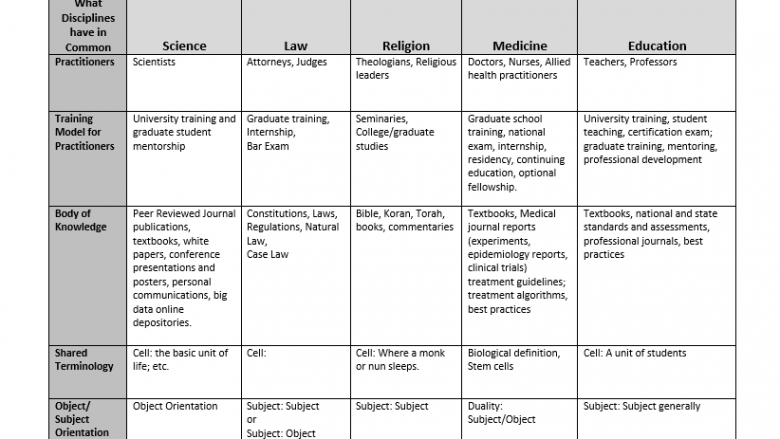 What
Disciplines
have in
Common
Science
Law
Religion
Medicine
Education
Practitioners
Scientists
Attorneys, Judges
Theologians, Religious
leaders
Doctors, Nurses, Allied
health practitioners
Teachers, Professors
Training
Model for
Practitioners
University training and
graduate student
mentorship
Graduate training,
Internship,
Bar Exam
Seminaries,
College/graduate
studies
Graduate school
training, national
exam, internship,
residency, continuing
education, optional
fellowship.
University training, student
teaching, certification exam;
graduate training, mentoring,
professional development
Body of
Knowledge
Peer Reviewed Journal
publications,
textbooks, white
papers, conference
presentations and
posters, personal
communications, big
data online
depositories.
Constitutions, Laws,
Regulations, Natural
Law,
Case Law
Bible, Koran, Torah,
books, commentaries
Textbooks, Medical
journal reports
(experiments,
epidemiology reports,
clinical trials)
treatment guidelines;
treatment algorithms,
best practices
Textbooks, national and state
standards and assessments,
professional journals, best
practices
Shared
Terminology
Cell: the basic unit of
life; etc.
Cell:
Cell: Where a monk
or nun sleeps.
Biological definition,
Stem cells
Cell: A unit of students
Object/
Subject
Orientation
Object Orientation
Subject: Subject
or
Subject: Object
Subject: Subject
Duality:
Subject/Object
Subject: Subject generally